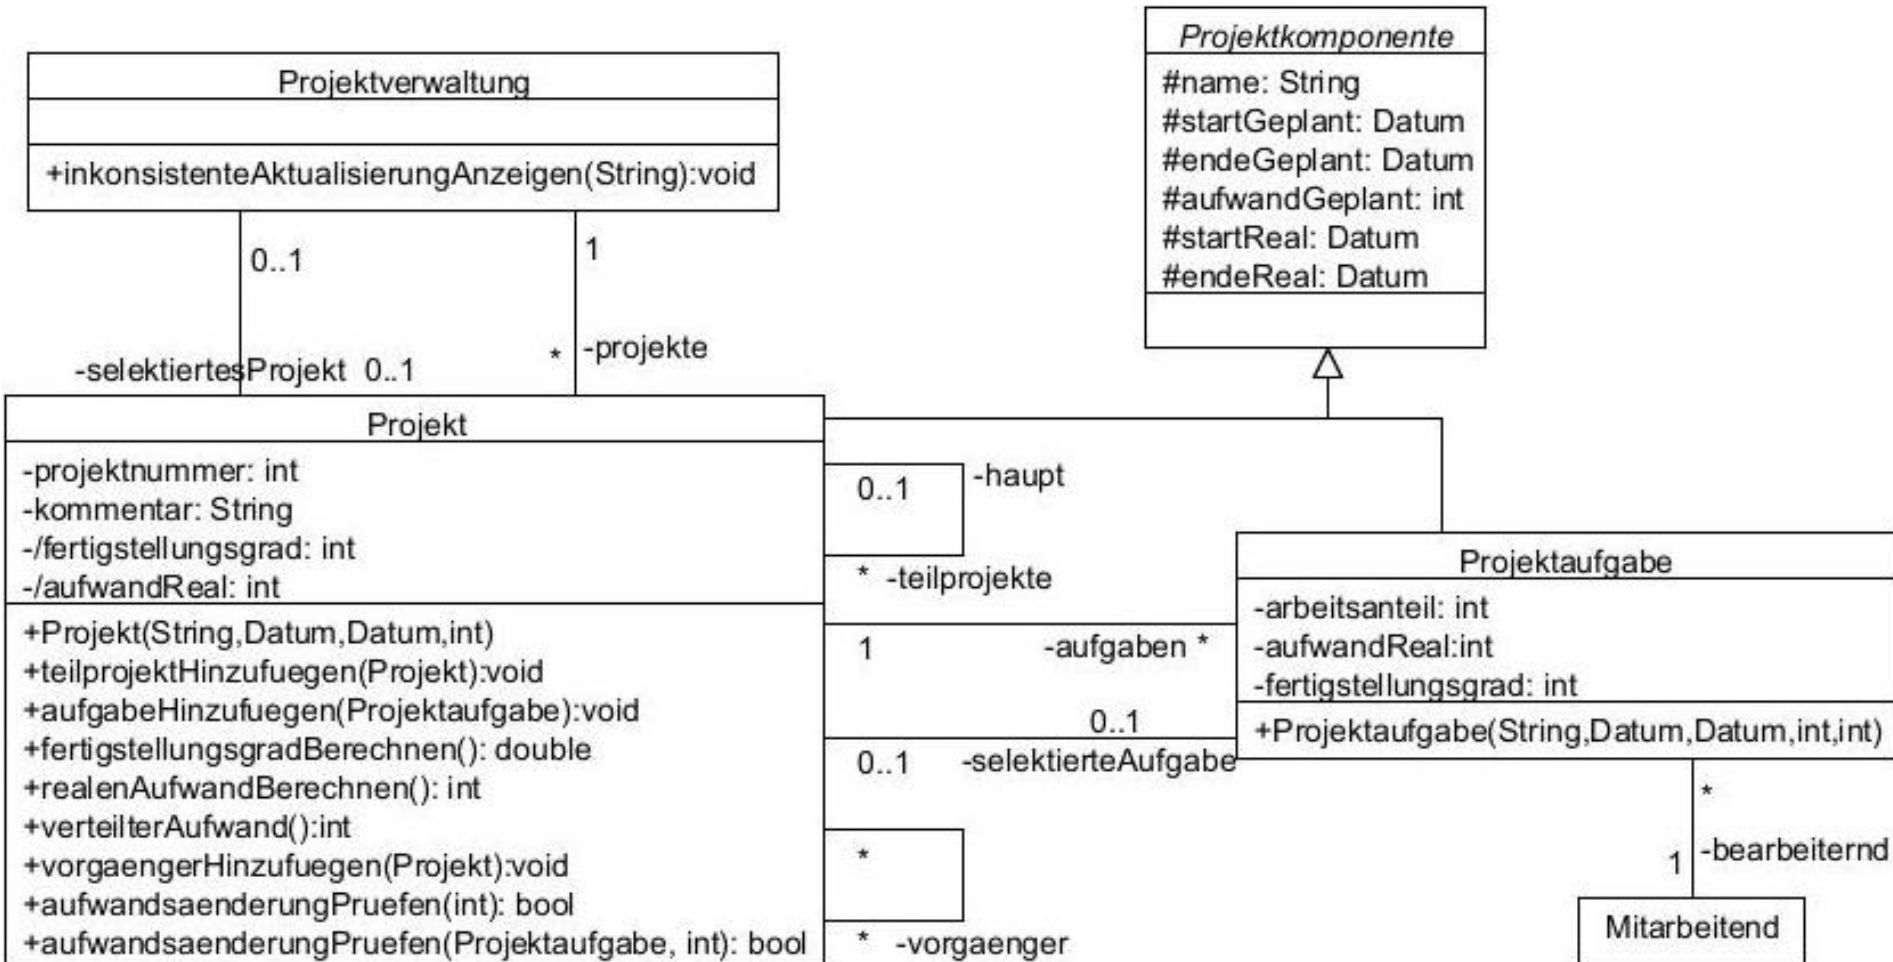 Projektverwaltung
+inkonsistenteAktualisierungAnzeigen(String):void
0..1
1
-selektiertesProjekt 0..1
* -projekte
Projektkomponente
#name: String
#startGeplant: Datum
#endeGeplant: Datum
#aufwandGeplant: int
#startReal: Datum
#endeReal: Datum
Projekt
-projektnummer: int
-kommentar: String
-/fertigstellungsgrad: int
-/aufwandReal: int
+Projekt(String,Datum,Datum,int)
+teilprojektHinzufuegen(Projekt):void
+aufgabeHinzufuegen(Projektaufgabe):void
+fertigstellungsgradBerechnen(): double
+realenAufwandBerechnen(): int
+verteilterAufwand():int
+vorgaengerHinzufuegen(Projekt):void
+aufwandsaenderungPruefen(int): bool
+aufwandsaenderungPruefen(Projektaufgabe, int): bool
0..1 -haupt
* -teilprojekte
1 -aufgaben *
0..1
0..1 -selektierteAufgabe
*
* -vorgaenger
Projektaufgabe
-arbeitsanteil: int
-aufwandReal:int
-fertigstellungsgrad: int
+Projektaufgabe(String,Datum,Datum,int,int)
*
1 -bearbeiternd
Mitarbeitend